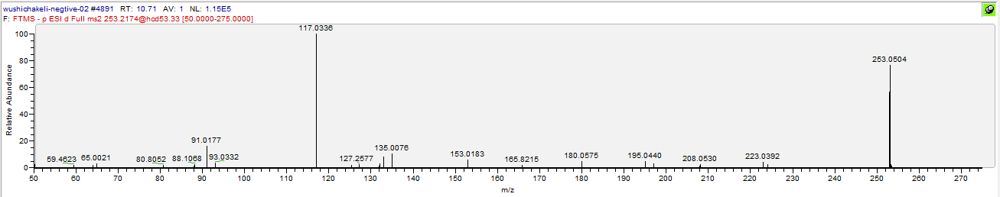 wushichakeli-negtive-02 #4891 RT: 10.71 AV: 1 NL: 1.15E5
F: FTMS - p ESI d Full ms2 253.2174@hcd53.33 [50.0000-275.0000]
117.0336
100
253.0504
80
60
Relative Abundance
40
91.0177
20
135.0076
59.4623 65.0021 80.8052 88.1068 93.0332 127.2577 153.0183 165.8215 180.0575 195.0440 208.0530 223.0392
0
50 60 70 80 90 100 110 120 130 140 150 160 170 180 190 200 210 220 230 240 250 260 270
m/z